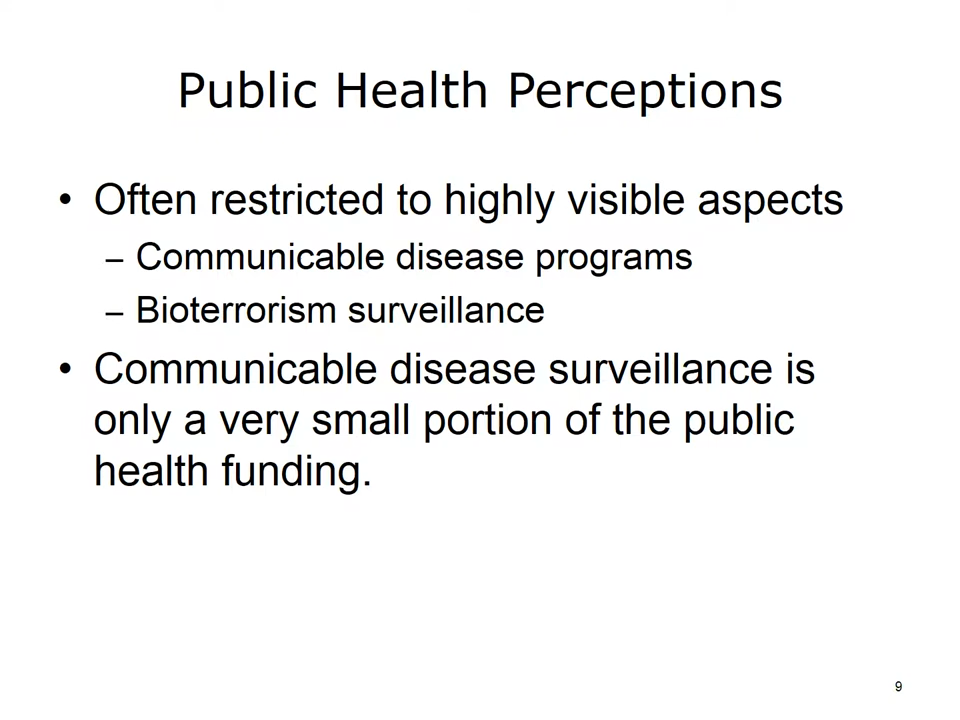 Public Health Perceptions
• Often restricted to highly visible aspects
– Communicable disease programs
– Bioterrorism surveillance
• Communicable disease surveillance is
only a very small portion of the public
health funding.
9